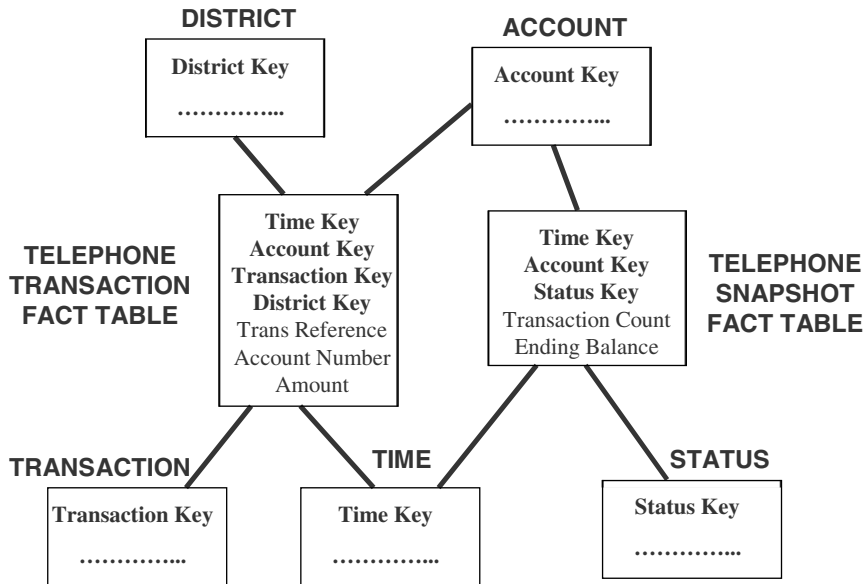 DISTRICT
District Key
…………...
ACCOUNT
Account Key
…………...
TELEPHONE
TRANSACTION
FACT TABLE
Time Key
Account Key
Transaction Key
District Key
Trans Reference
Account Number
Amount
Time Key
Account Key
Status Key
Transaction Count
Ending Balance
TELEPHONE
SNAPSHOT
FACT TABLE
TRANSACTION
Transaction Key
…………...
TIME
Time Key
…………...
STATUS
Status Key
…………...